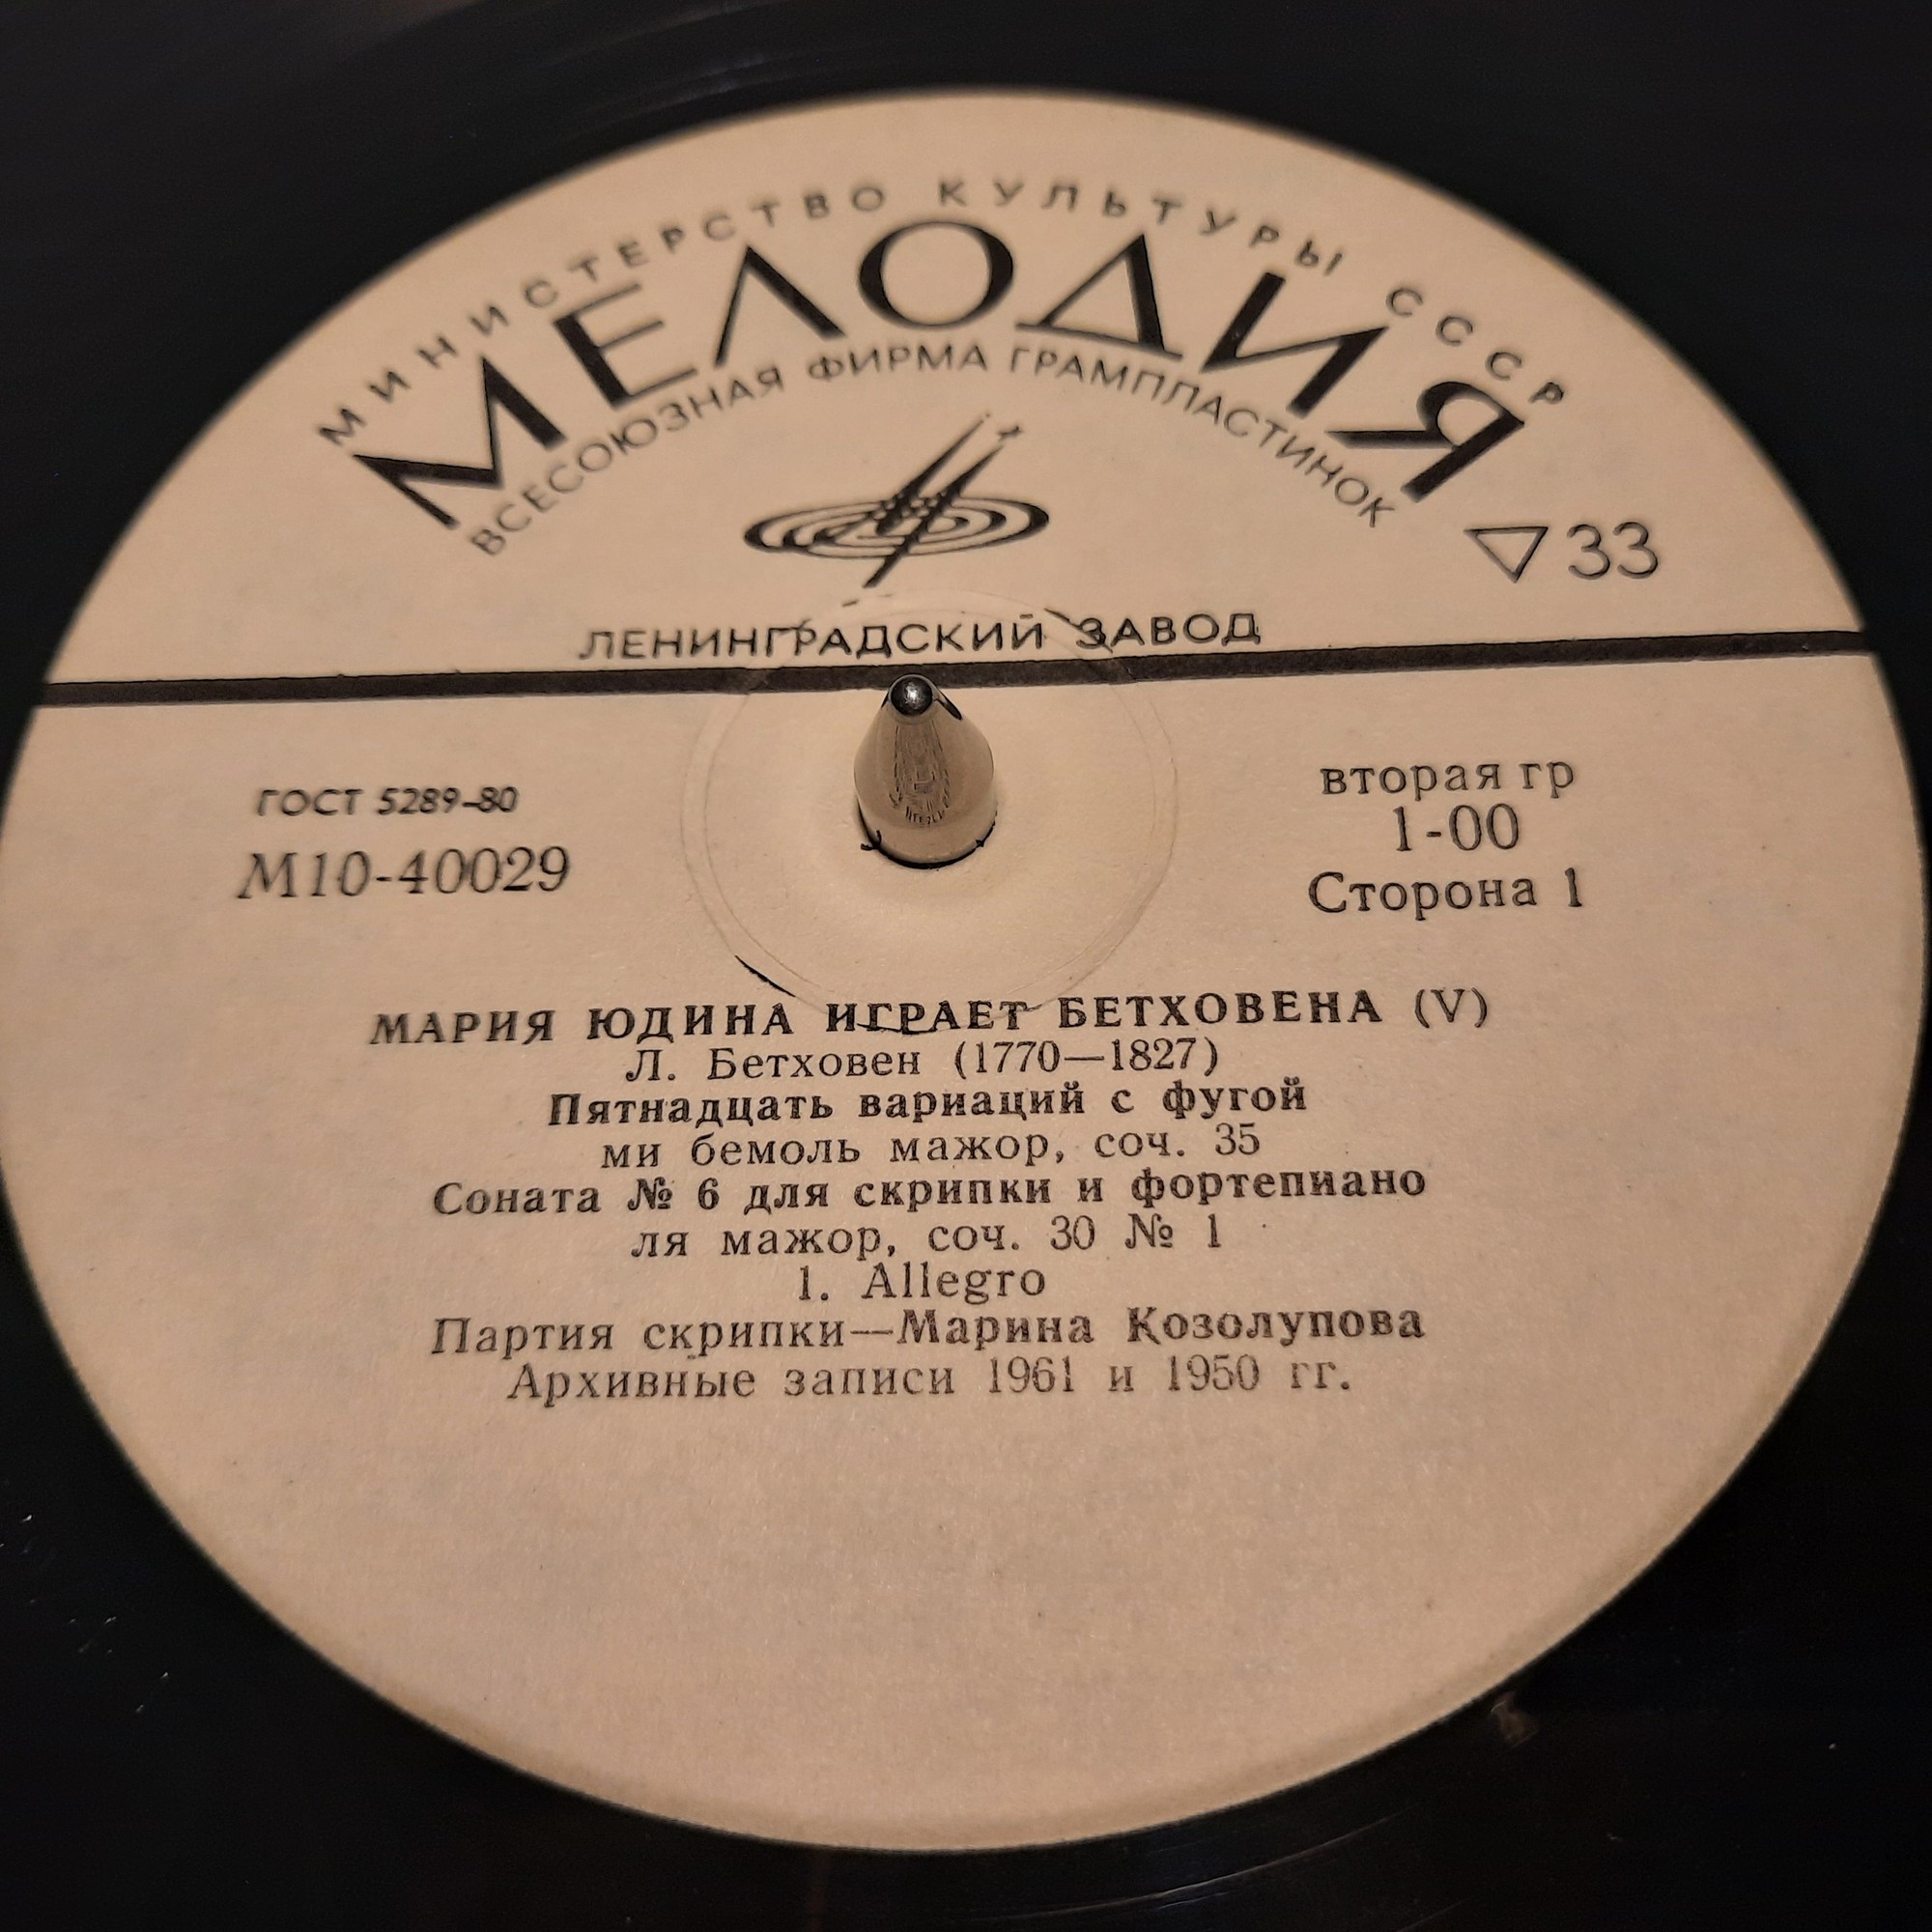 МИНИСТЕРСТВО КУЛЬТУРЫ СССР
МЕЛОДИЯ
ВСЕСОЮЗНАЯ ФИРМА ГРАМПЛАСТИНОК
33
ЛЕНИНГРАДСКИЙ ЗАВОД
ГОСТ 5289-80
М10-40029
вторая гр
1-00
Сторона 1
МАРИЯ ЮДИНА ИГРАЕТ БЕТХОВЕНА (V)
Л. Бетховен (1770—1827)
Пятнадцать вариаций с фугой
ми бемоль мажор, соч. 35
Соната № 6 для скрипки и фортепиано
ля мажор, соч. 30 № 1
1. Allegro
Партия скрипки—Марина Козолупова
Архивные записи 1961 и 1950 гг.